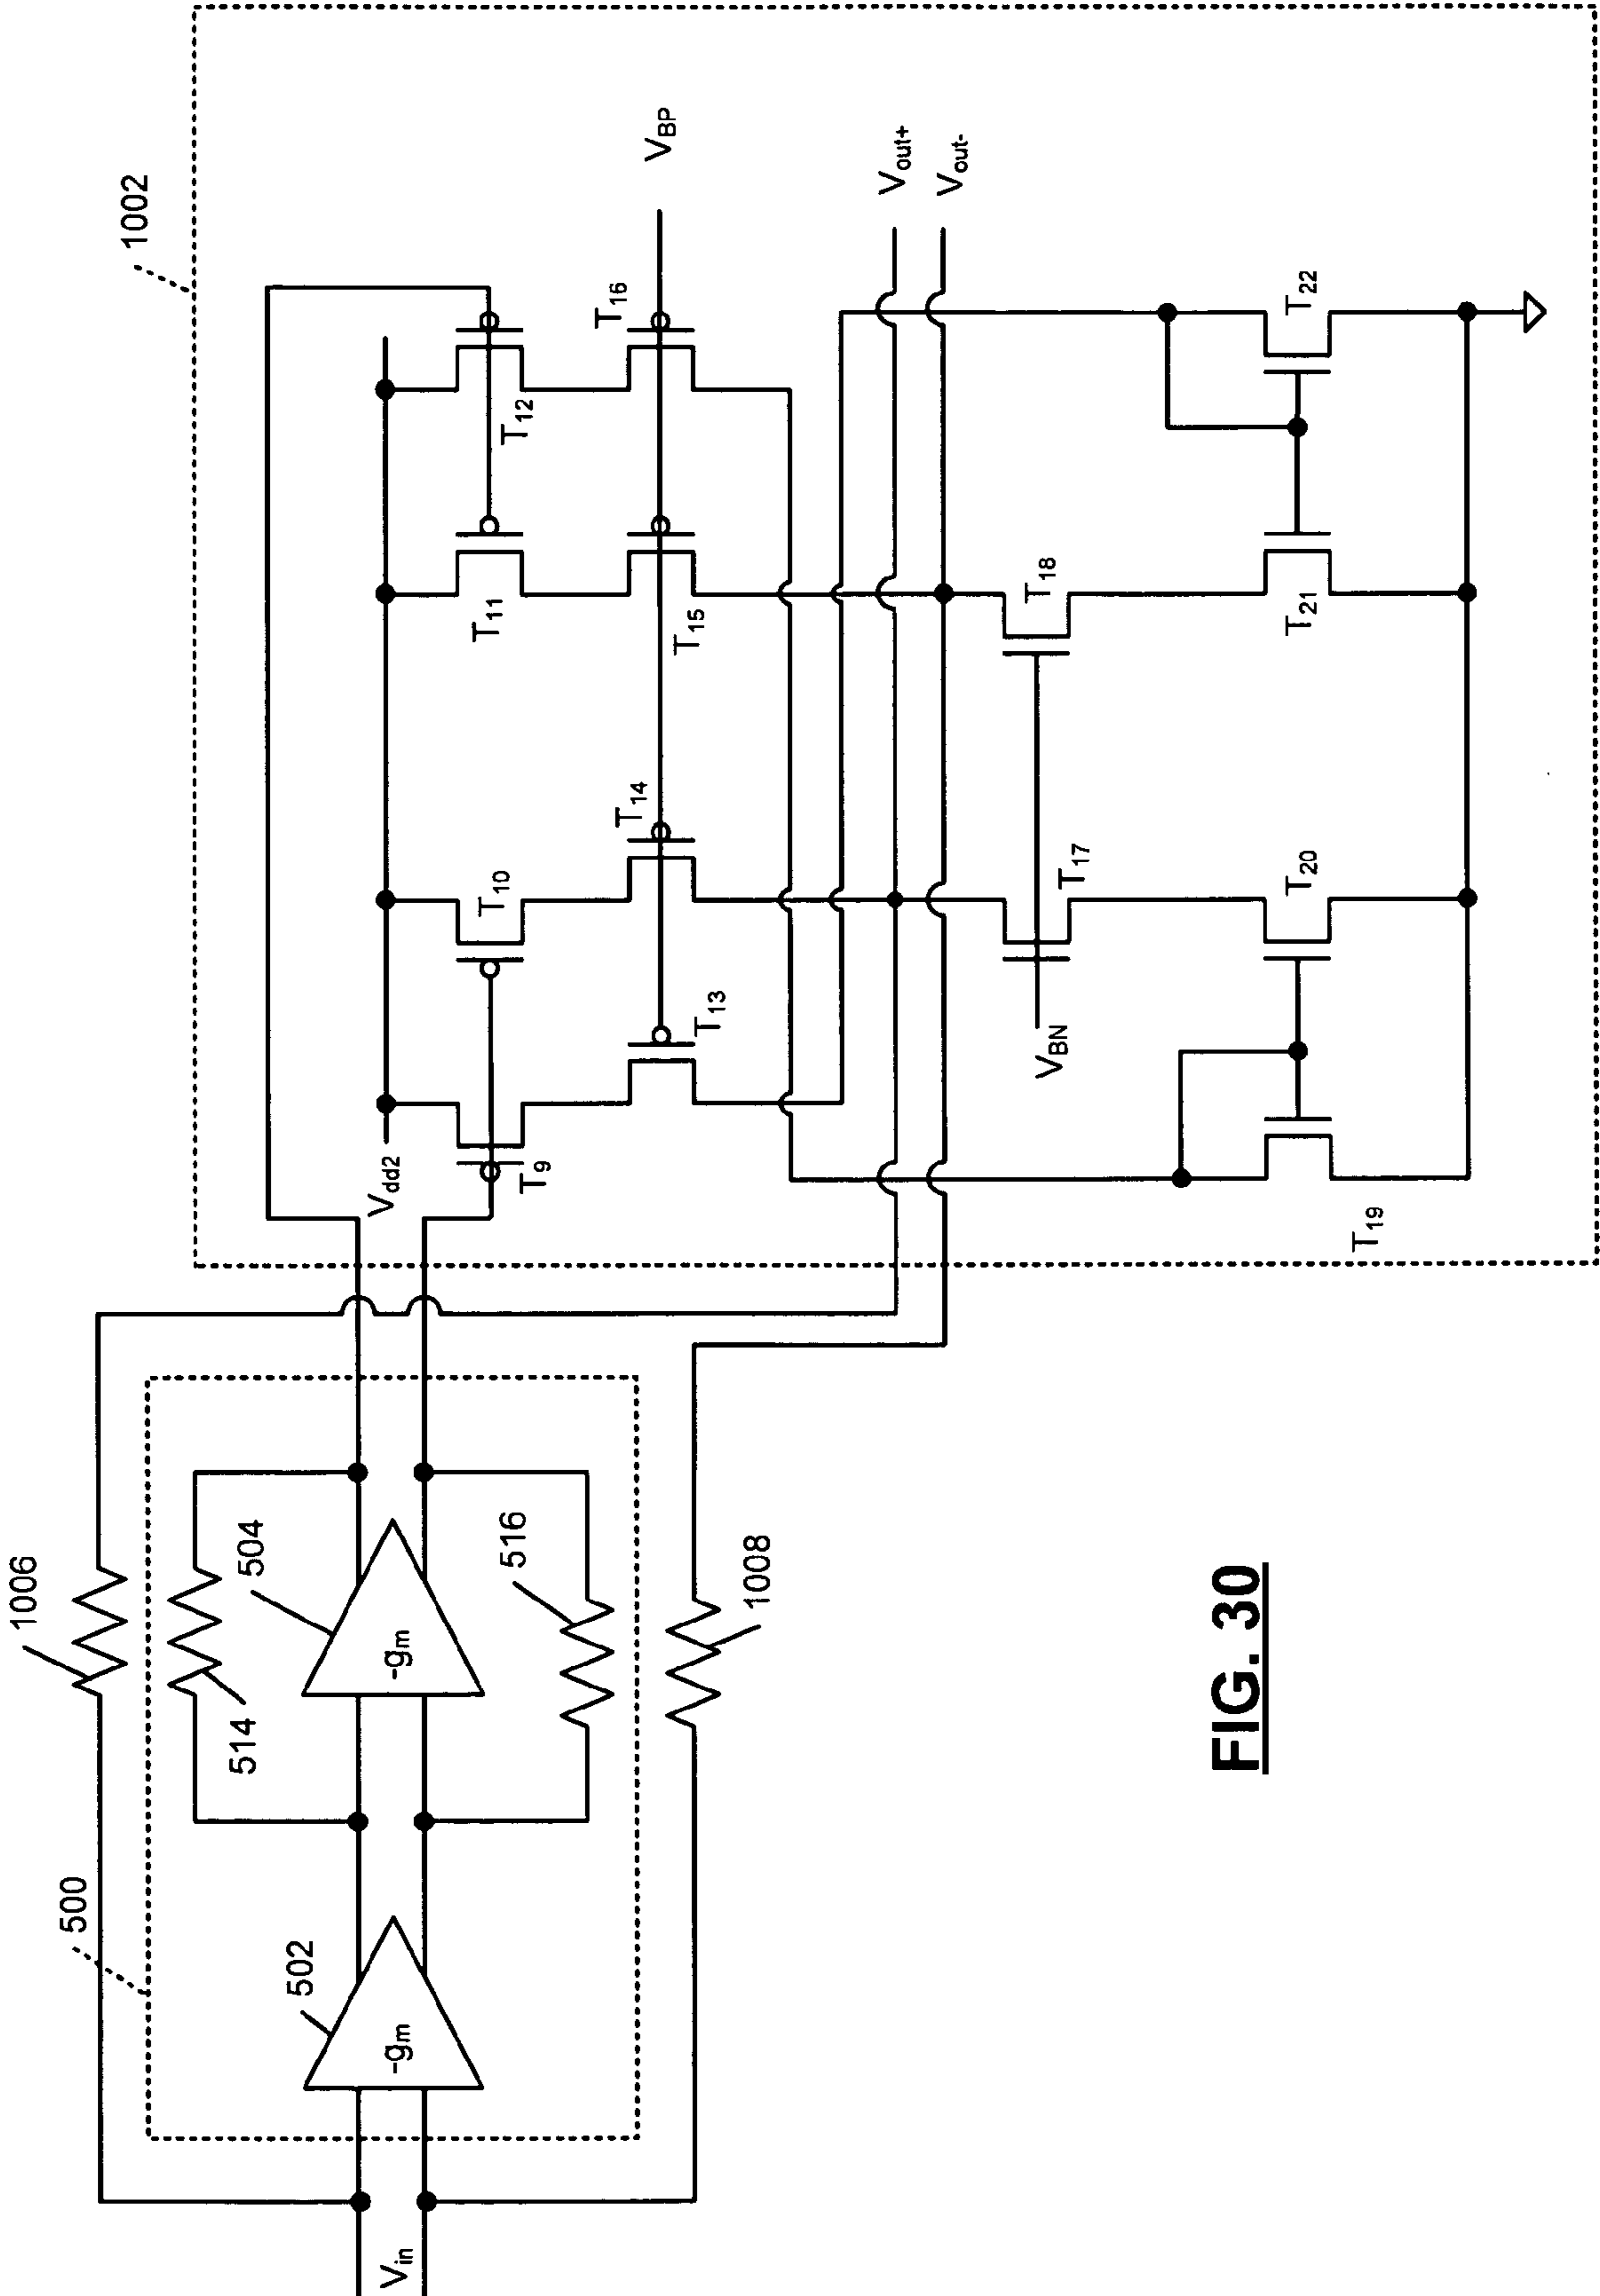 1002
V_BP
V_out+
V_out-
T_16
T_12
T_22
T_11
T_15
T_18
T_21
T_14
T_10
T_17
T_20
T_13
V_BN
T_9
V_dd2
T_19
1006
504
514
-g_m
516
1008
500
502
-g_m
V_in
FIG. 30